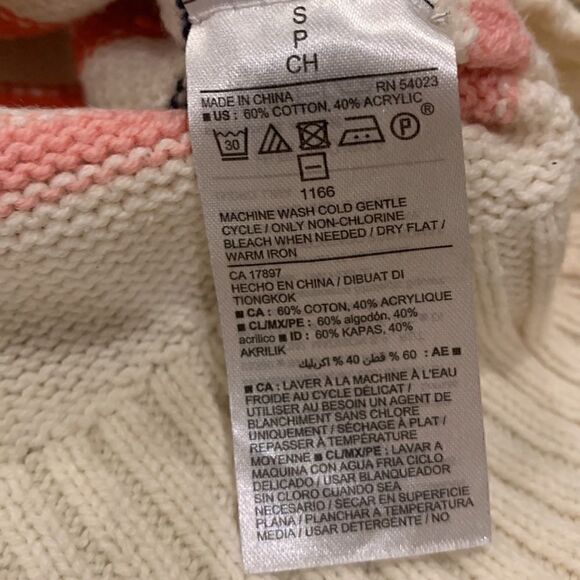 S
P
CH
RN 54023
MADE IN CHINA
■ US : 60% COTTON, 40% ACRYLIC
30 P
1166
MACHINE WASH COLD GENTLE
CYCLE / ONLY NON-CHLORINE
BLEACH WHEN NEEDED / DRY FLAT /
WARM IRON
CA 17897
HECHO EN CHINA / DIBUAT DI
TIONGKOK
■ CA : 60% COTON, 40% ACRYLIQUE
■ CL/MX/PE : 60% algodón, 40%
acrilico ■ ID : 60% KAPAS, 40%
AKRILIK
■ AE : 60 % قطن 40 % اكريليك
■ CA : LAVER À LA MACHINE À L'EAU
FROIDE AU CYCLE DÉLICAT /
UTILISER AU BESOIN UN AGENT DE
BLANCHIMENT SANS CHLORE
UNIQUEMENT / SÉCHAGE À PLAT /
REPASSER À TEMPÉRATURE
MOYENNE ■ CL/MX/PE : LAVAR A
MAQUINA CON AGUA FRIA CICLO
DELICADO / USAR BLANQUEADOR
SIN CLORO CUANDO SEA
NECESARIO / SECAR EN SUPERFICIE
PLANA / PLANCHAR A TEMPERATURA
MEDIA / USAR DETERGENTE / NO